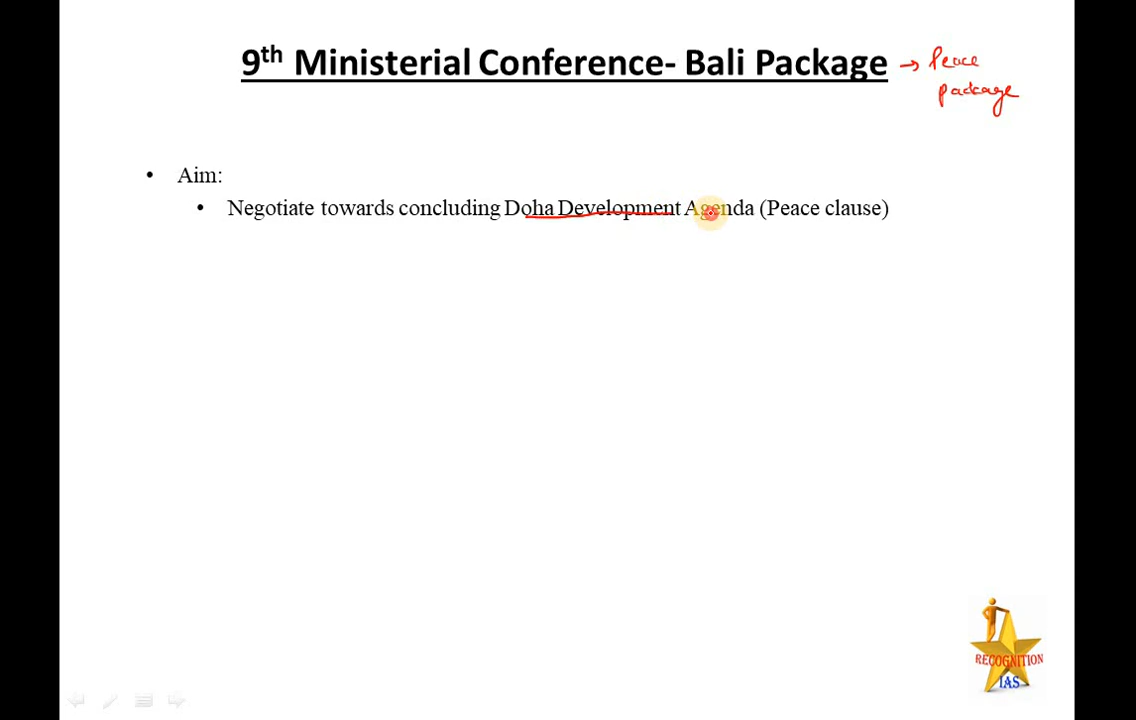 9th Ministerial Conference- Bali Package → Peace
package
• Aim:
• Negotiate towards concluding Doha Development Agenda (Peace clause)
RECOGNITION
IAS